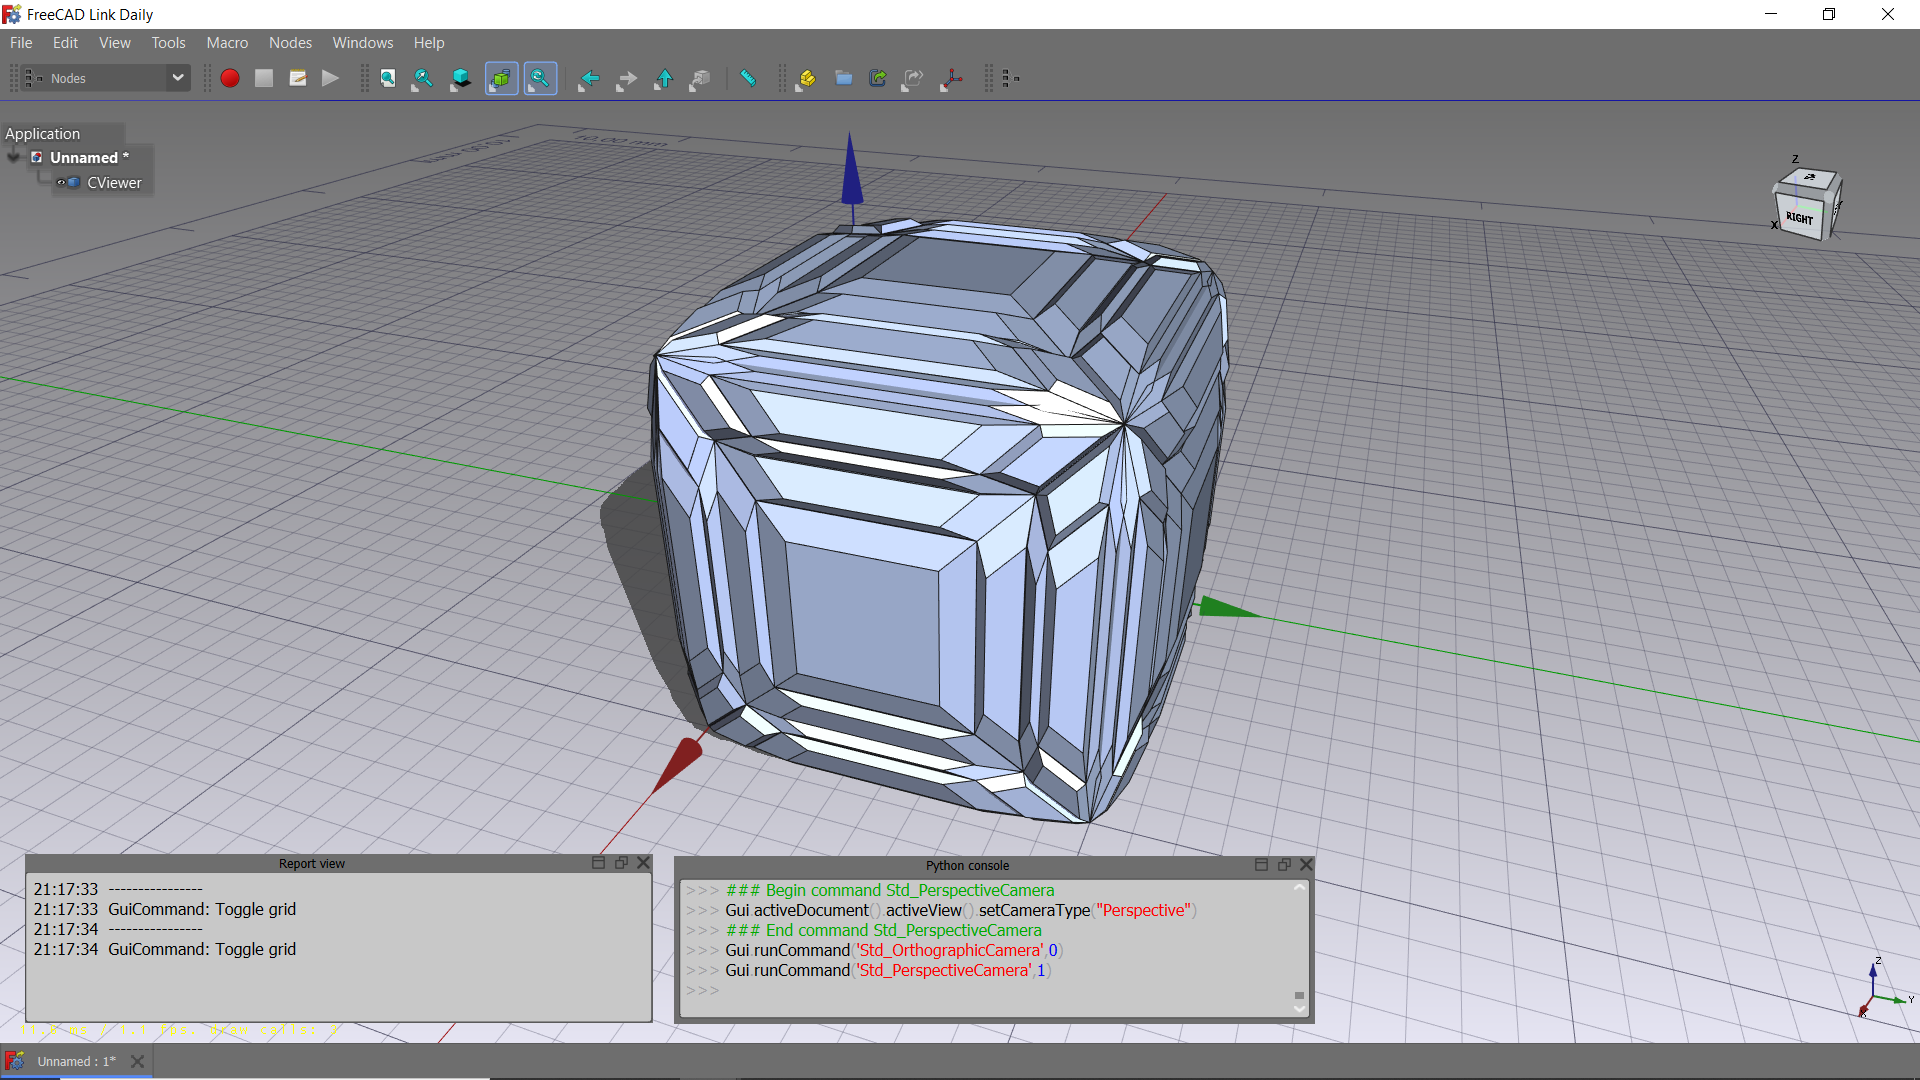 FreeCAD Link Daily
File Edit View Tools Macro Nodes Windows Help
Nodes
Application
Unnamed *
CViewer
10.00 mm
Z
RIGHT
X
Report view
21:17:33 ----------------
21:17:33 GuiCommand: Toggle grid
21:17:34 ----------------
21:17:34 GuiCommand: Toggle grid
Python console
>>> ### Begin command Std_PerspectiveCamera
>>> Gui.activeDocument().activeView().setCameraType("Perspective")
>>> ### End command Std_PerspectiveCamera
>>> Gui.runCommand('Std_OrthographicCamera',0)
>>> Gui.runCommand('Std_PerspectiveCamera',1)
>>>
Z
Y
X
Unnamed : 1*